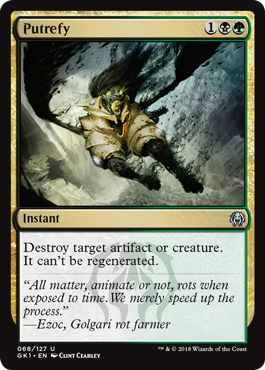 Putrefy 1
Instant
Destroy target artifact or creature.
It can't be regenerated.
"All matter, animate or not, rots when
exposed to time. We merely speed up the
process."
—Ezoc, Golgari rot farmer
068/127 U
GK1 • EN Clint Cearley
™ & © 2018 Wizards of the Coast